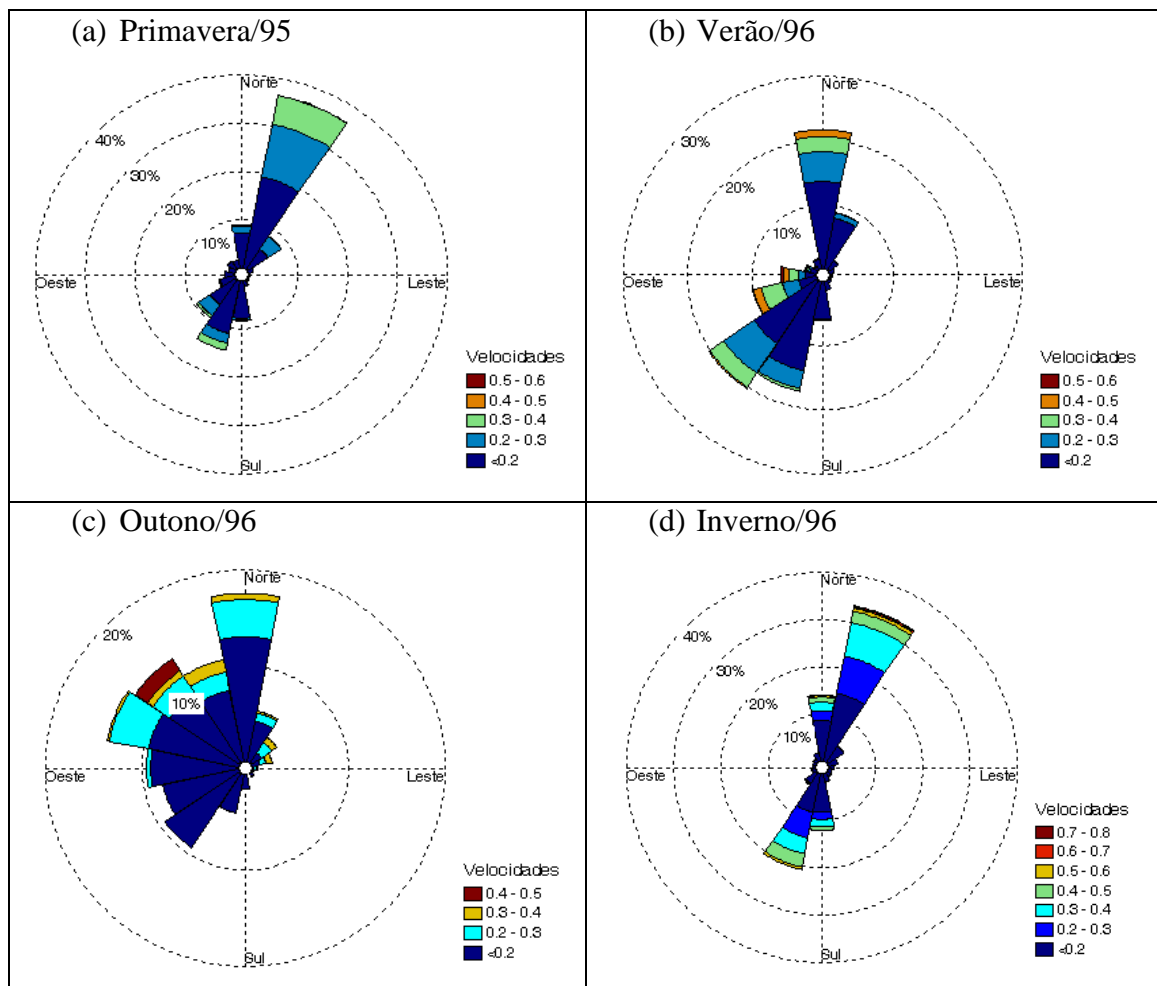 (a) Primavera/95
Norte
40%
30%
20%
10%
Oeste
Leste
Sul
Velocidades
0.5 - 0.6
0.4 - 0.5
0.3 - 0.4
0.2 - 0.3
<0.2
(b) Verão/96
Norte
30%
20%
10%
Oeste
Leste
Sul
Velocidades
0.5 - 0.6
0.4 - 0.5
0.3 - 0.4
0.2 - 0.3
<0.2
(c) Outono/96
Norte
20%
10%
Oeste
Leste
Sul
Velocidades
0.4 - 0.5
0.3 - 0.4
0.2 - 0.3
<0.2
(d) Inverno/96
Norte
40%
30%
20%
10%
Oeste
Leste
Sul
Velocidades
0.7 - 0.8
0.6 - 0.7
0.5 - 0.6
0.4 - 0.5
0.3 - 0.4
0.2 - 0.3
<0.2